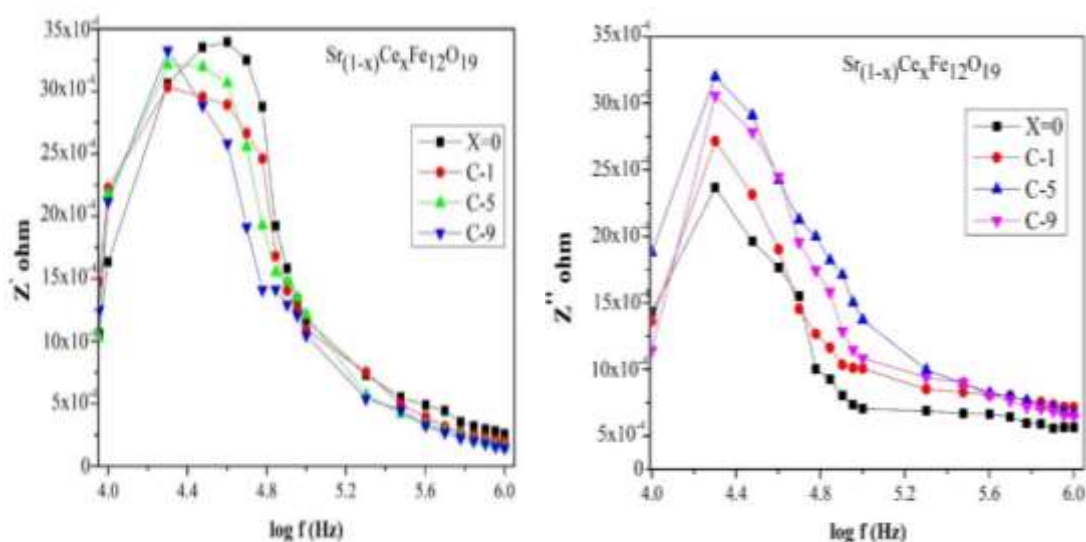 35x10⁻⁴
30x10⁻⁴
25x10⁻⁴
20x10⁻⁴
15x10⁻⁴
10x10⁻⁴
5x10⁻⁴
0
Z' ohm
Sr(1-x)CexFe12O19
X=0
C-1
C-5
C-9
4.0 4.4 4.8 5.2 5.6 6.0
log f (Hz)
35x10⁻⁴
30x10⁻⁴
25x10⁻⁴
20x10⁻⁴
15x10⁻⁴
10x10⁻⁴
5x10⁻⁴
0
Z'' ohm
Sr(1-x)CexFe12O19
X=0
C-1
C-5
C-9
4.0 4.4 4.8 5.2 5.6 6.0
log f (Hz)